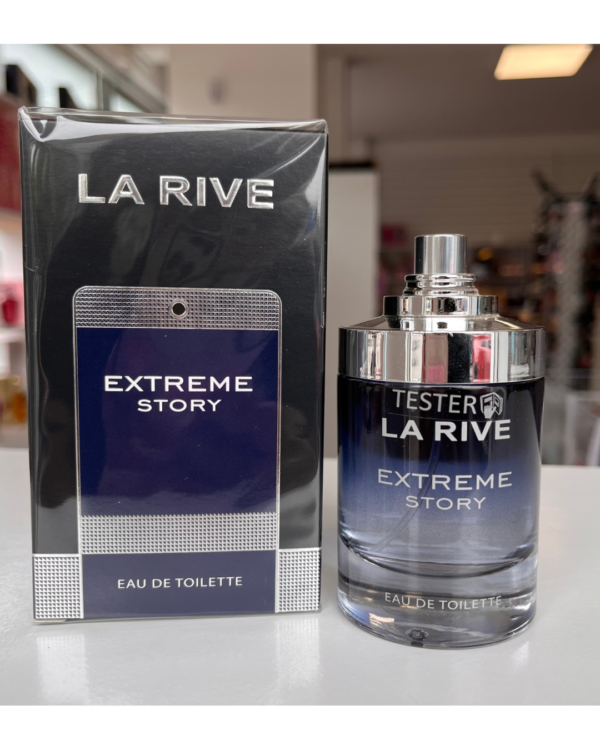 LA RIVE
EXTREME
STORY
EAU DE TOILETTE
TESTER
LA RIVE
EXTREME
STORY
EAU DE TOILETTE